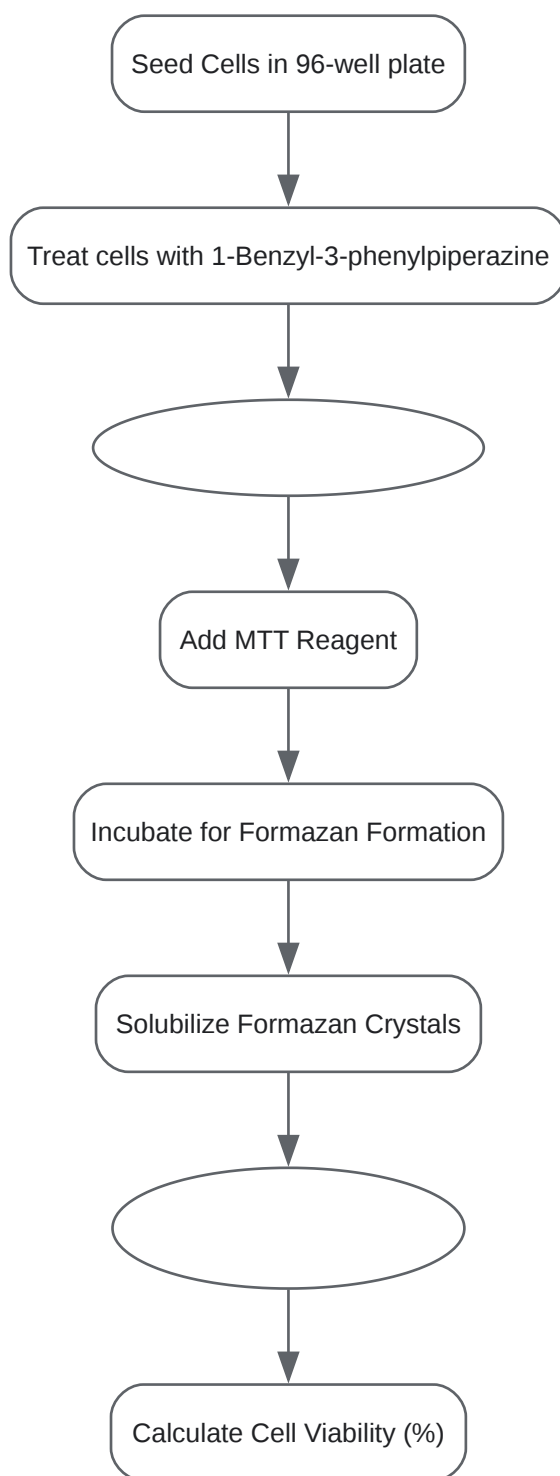 Seed Cells in 96-well plate
Treat cells with 1-Benzyl-3-phenylpiperazine
Add MTT Reagent
Incubate for Formazan Formation
Solubilize Formazan Crystals
Calculate Cell Viability (%)